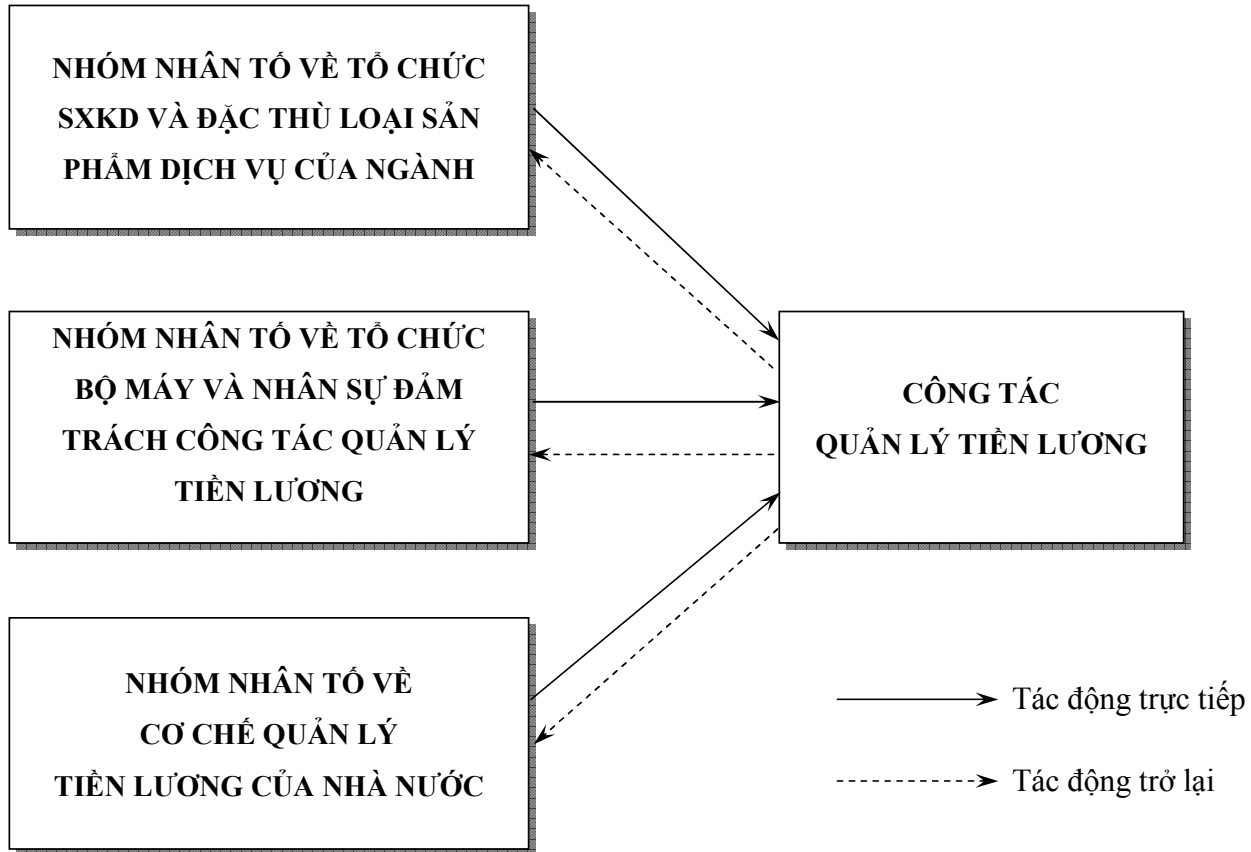 NHÓM NHÂN TỐ VỀ TỔ CHỨC
SXKD VÀ ĐẶC THÙ LOẠI SẢN
PHẨM DỊCH VỤ CỦA NGÀNH
NHÓM NHÂN TỐ VỀ TỔ CHỨC
BỘ MÁY VÀ NHÂN SỰ ĐẢM
TRÁCH CÔNG TÁC QUẢN LÝ
TIỀN LƯƠNG
CÔNG TÁC
QUẢN LÝ TIỀN LƯƠNG
NHÓM NHÂN TỐ VỀ
CƠ CHẾ QUẢN LÝ
TIỀN LƯƠNG CỦA NHÀ NƯỚC
Tác động trực tiếp
Tác động trở lại